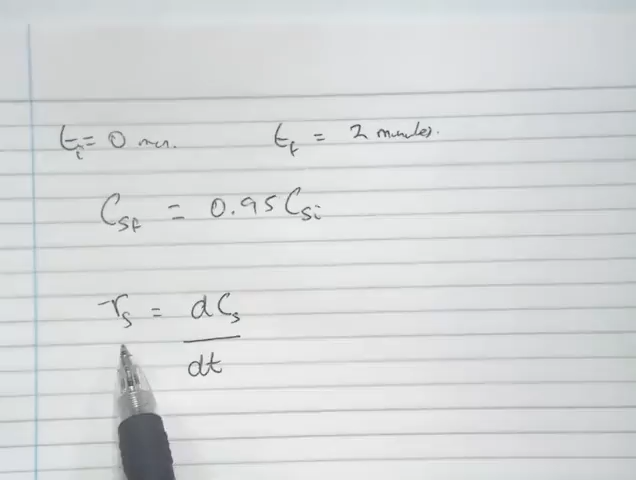 tᵢ = 0 min. t_f = 2 minutes.
C_Sf = 0.95 C_Si
-r_s = dC_s / dt